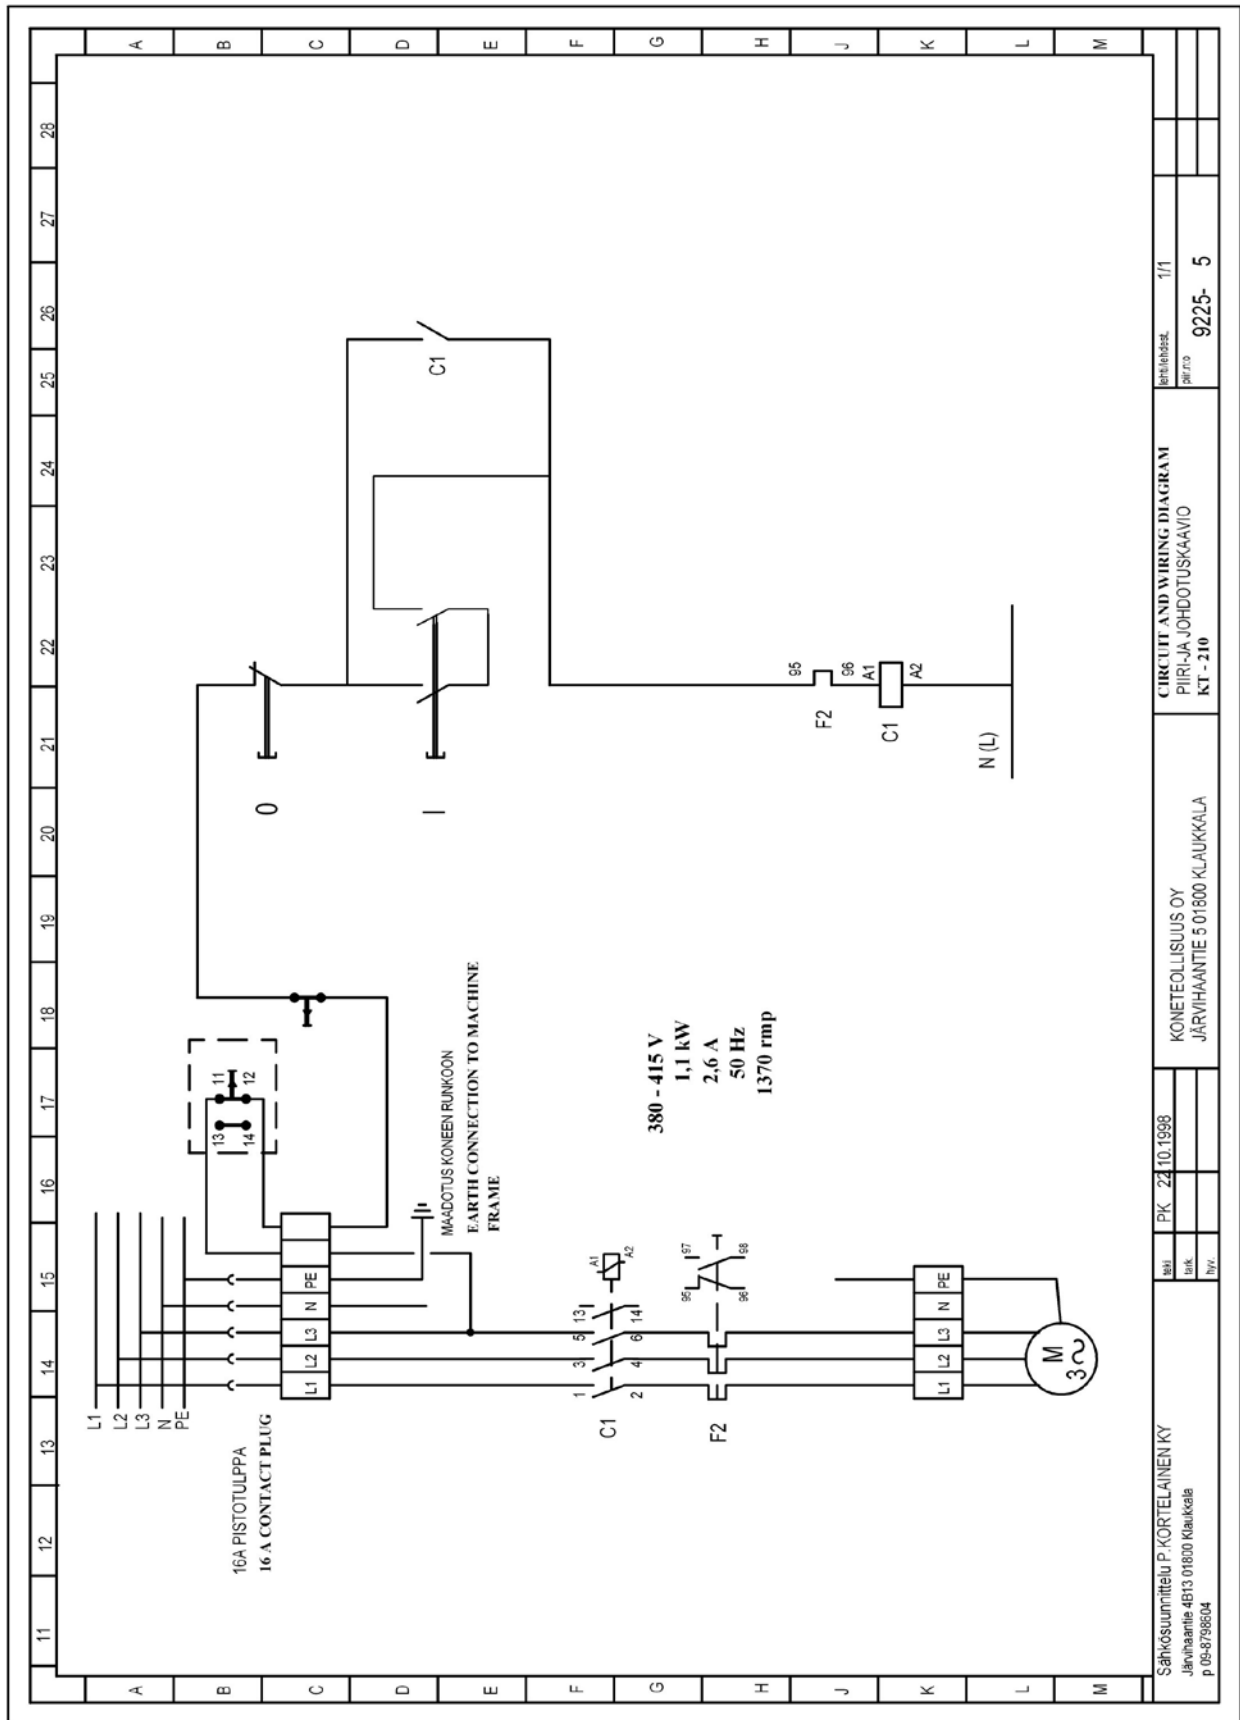 11 12 13 14 15 16 17 18 19 20 21 22 23 24 25 26 27 28
A
B
C
D
E
F
G
H
J
K
L
M
A
B
C
D
E
F
G
H
J
K
L
M
L1
L2
L3
N
PE
16A PISTOTULPPA
16 A CONTACT PLUG
L1 L2 L3 N PE
13 11
14 12
MAADOTUS KONEEN RUNKOON
EARTH CONNECTION TO MACHINE
FRAME
O
I
C1
C1
1 3 5 13 A1
2 4 6 14 A2
F2
95 97
96 98
380 - 415 V
1,1 kW
2,6 A
50 Hz
1370 rmp
F2
95
96
C1
A1
A2
N (L)
L1 L2 L3 N PE
M
3
Sähkösuunnittelu P.KORTELAINEN KY
Järvihaantie 4B13 01800 Klaukkala
p 09-8798604
teki PK 22.10.1998
tark.
hyv.
KONETEOLLISUUS OY
JÄRVIHAANTIE 5 01800 KLAUKKALA
CIRCUIT AND WIRING DIAGRAM
PIIRI-JA JOHDOTUSKAAVIO
KT - 210
lehti/lehdest. 1/1
piir.n:o
9225- 5